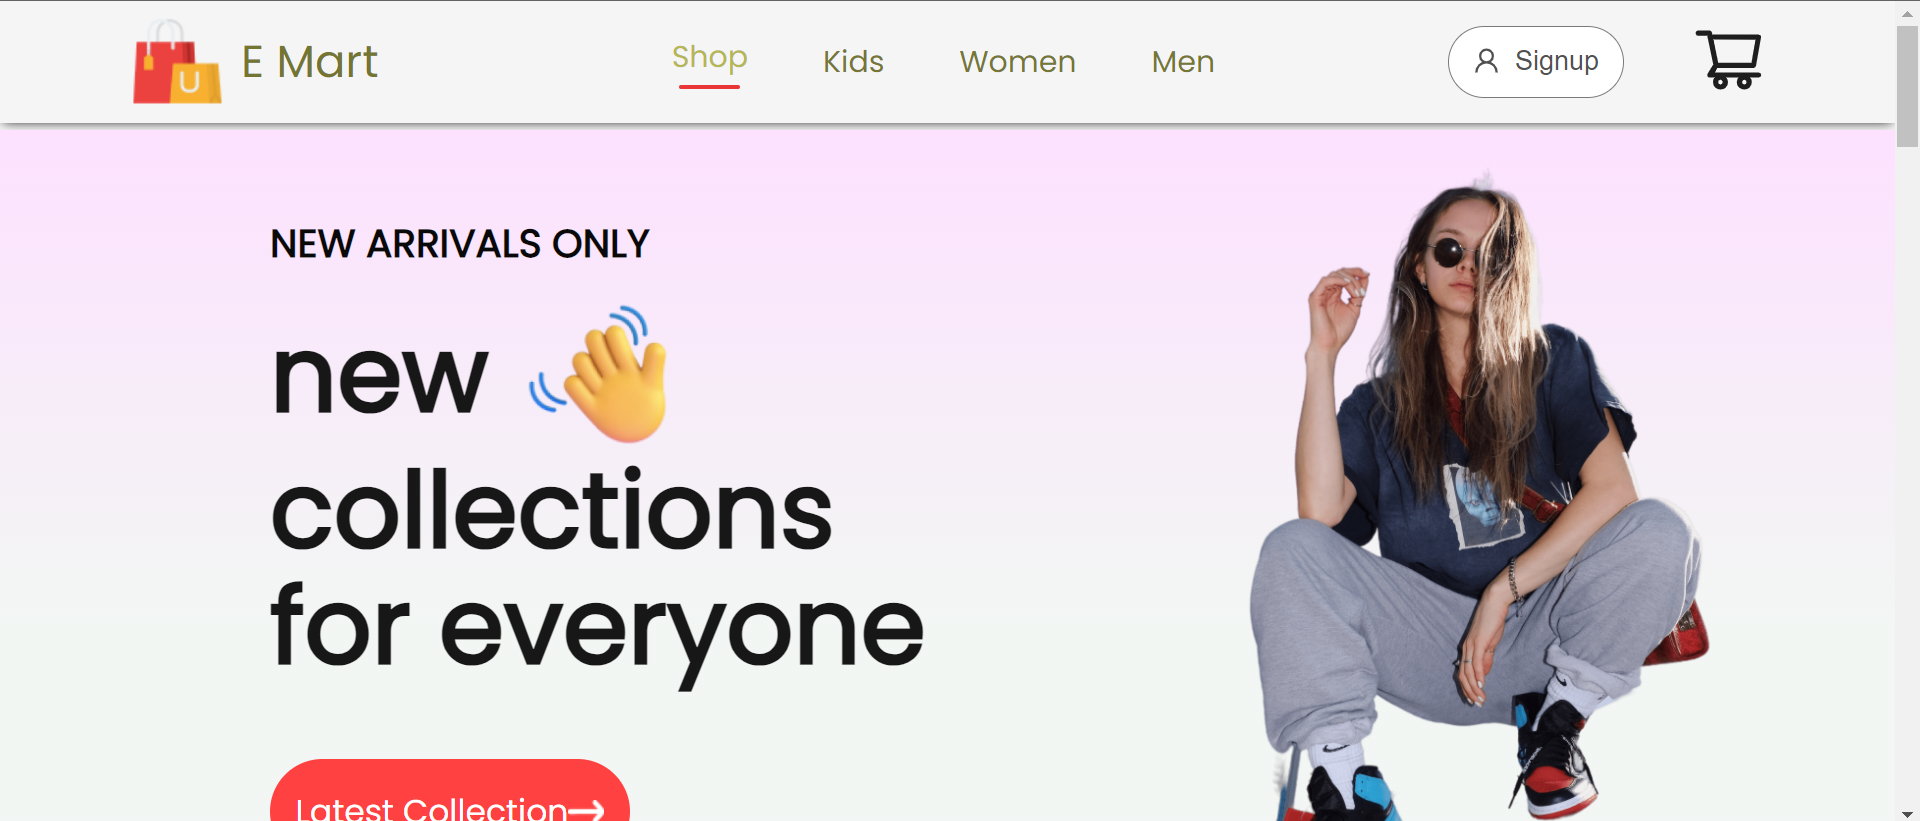 E Mart
Shop
Kids
Women
Men
Signup
NEW ARRIVALS ONLY
new
collections
for everyone
Latest Collection